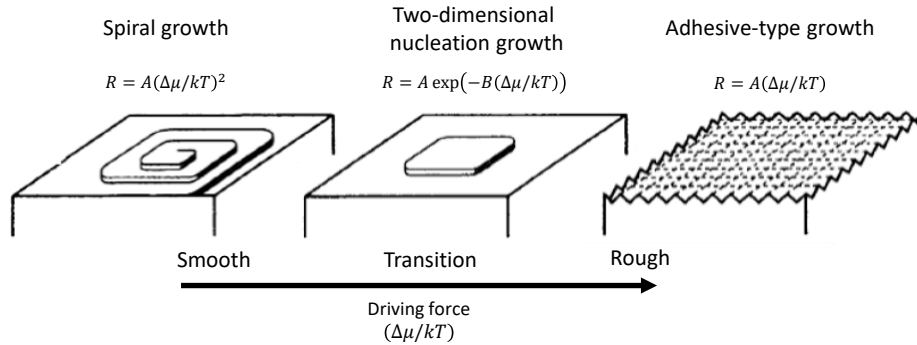 Spiral growth
Two-dimensional
nucleation growth
Adhesive-type growth
R = A(Δμ/kT)²
R = A exp(−B(Δμ/kT))
R = A(Δμ/kT)
Smooth
Transition
Rough
Driving force
(Δμ/kT)